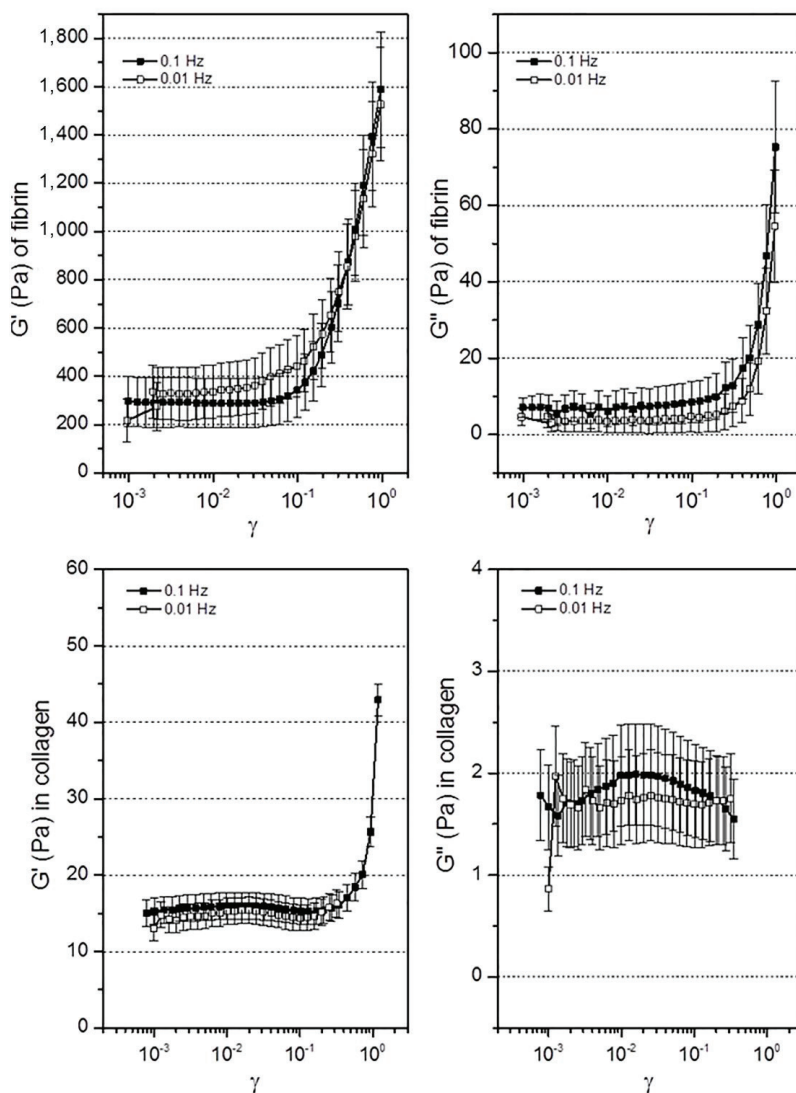 1,800
1,600
1,400
1,200
1,000
800
600
400
200
0
G' (Pa) of fibrin
0.1 Hz
0.01 Hz
10⁻³ 10⁻² 10⁻¹ 10⁰
γ
100
80
60
40
20
0
G" (Pa) of fibrin
0.1 Hz
0.01 Hz
10⁻³ 10⁻² 10⁻¹ 10⁰
γ
60
50
40
30
20
10
0
G' (Pa) in collagen
0.1 Hz
0.01 Hz
10⁻³ 10⁻² 10⁻¹ 10⁰
γ
4
3
2
1
0
G" (Pa) in collagen
0.1 Hz
0.01 Hz
10⁻³ 10⁻² 10⁻¹ 10⁰
γ